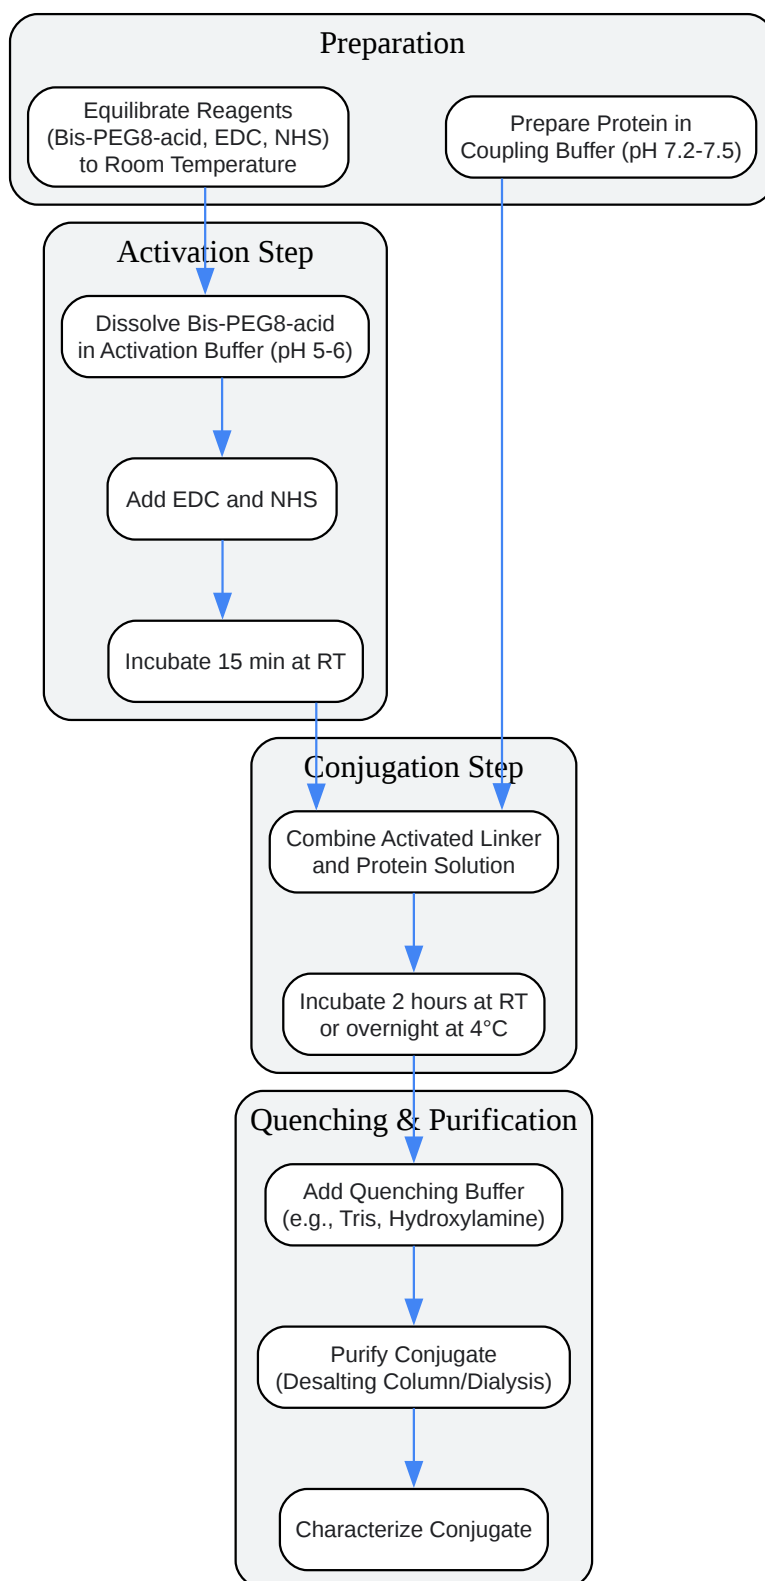 Preparation
Equilibrate Reagents
(Bis-PEG8-acid, EDC, NHS)
to Room Temperature
Prepare Protein in
Coupling Buffer (pH 7.2-7.5)
Activation Step
Dissolve Bis-PEG8-acid
in Activation Buffer (pH 5-6)
Add EDC and NHS
Incubate 15 min at RT
Conjugation Step
Combine Activated Linker
and Protein Solution
Incubate 2 hours at RT
or overnight at 4°C
Quenching & Purification
Add Quenching Buffer
(e.g., Tris, Hydroxylamine)
Purify Conjugate
(Desalting Column/Dialysis)
Characterize Conjugate